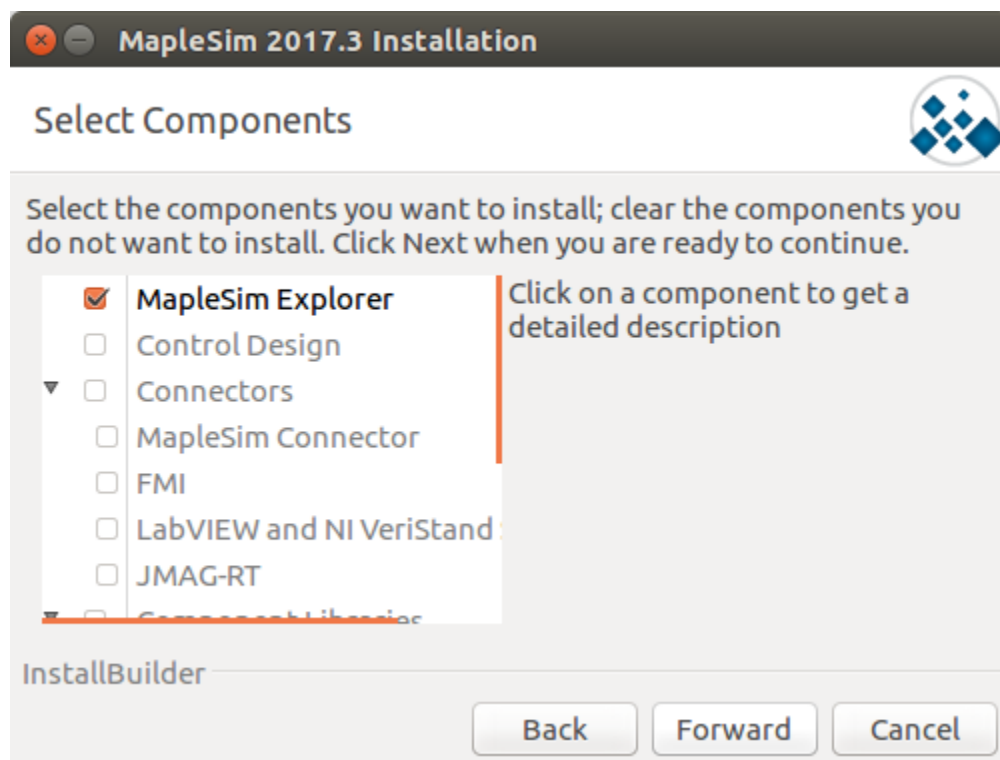 MapleSim 2017.3 Installation
Select Components
Select the components you want to install; clear the components you
do not want to install. Click Next when you are ready to continue.
MapleSim Explorer
Control Design
Connectors
MapleSim Connector
FMI
LabVIEW and NI VeriStand
JMAG-RT
Component Libraries
Click on a component to get a
detailed description
InstallBuilder
Back
Forward
Cancel